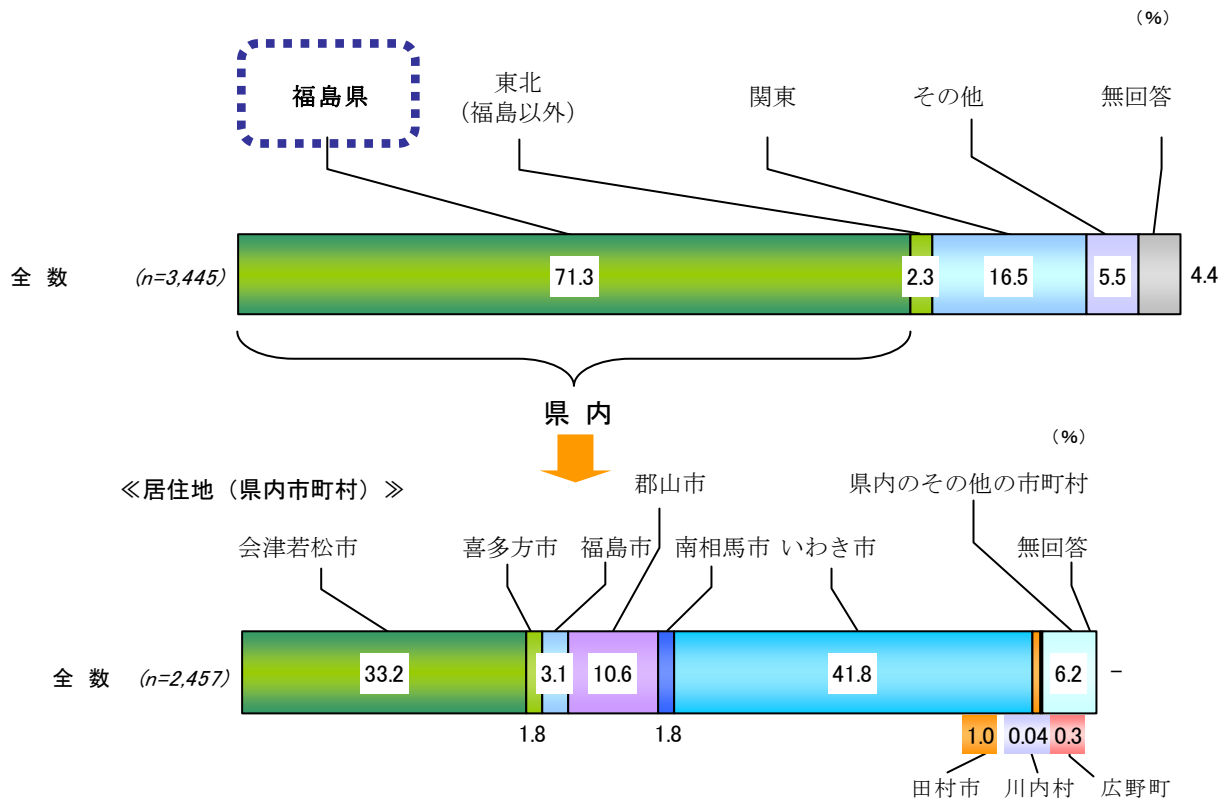 （%）
福島県
東北
（福島以外）
関東
その他
無回答
全 数
(n=3,445)
71.3
2.3
16.5
5.5
4.4
県 内
（%）
≪居住地（県内市町村）≫
郡山市
県内のその他の市町村
会津若松市
喜多方市
福島市
南相馬市
いわき市
無回答
全 数
(n=2,457)
33.2
3.1
10.6
41.8
6.2
-
1.8
1.8
1.0
0.04
0.3
田村市
川内村
広野町